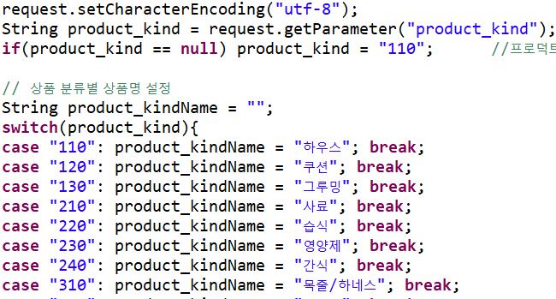 request.setCharacterEncoding("utf-8");
String product_kind = request.getParameter("product_kind");
if(product_kind == null) product_kind = "110"; //프로덕트
// 상품 분류별 상품명 설정
String product_kindName = "";
switch(product_kind){
case "110": product_kindName = "하우스"; break;
case "120": product_kindName = "쿠션"; break;
case "130": product_kindName = "그루밍"; break;
case "210": product_kindName = "사료"; break;
case "220": product_kindName = "습식"; break;
case "230": product_kindName = "영양제"; break;
case "240": product_kindName = "간식"; break;
case "310": product_kindName = "목줄/하네스"; break;